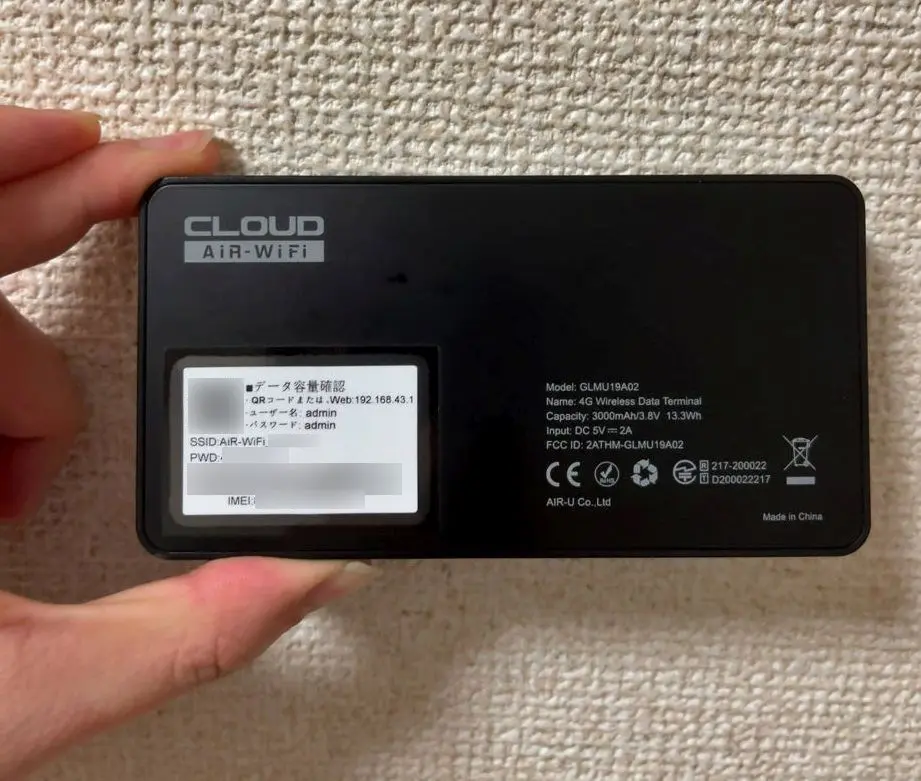 CLOUD
AiR-WiFi
■データ容量確認
・QRコードまたは、Web:192.168.43.1
・ユーザー名: admin
・パスワード: admin
SSID:AiR-WiFi_
PWD:
IMEI:
Model: GLMU19A02
Name: 4G Wireless Data Terminal
Capacity: 3000mAh/3.8V 13.3Wh
Input: DC 5V⎓2A
FCC ID: 2ATHM-GLMU19A02
CE RoHS R 217-200022
T D200022217
AIR-U Co.,Ltd
Made in China